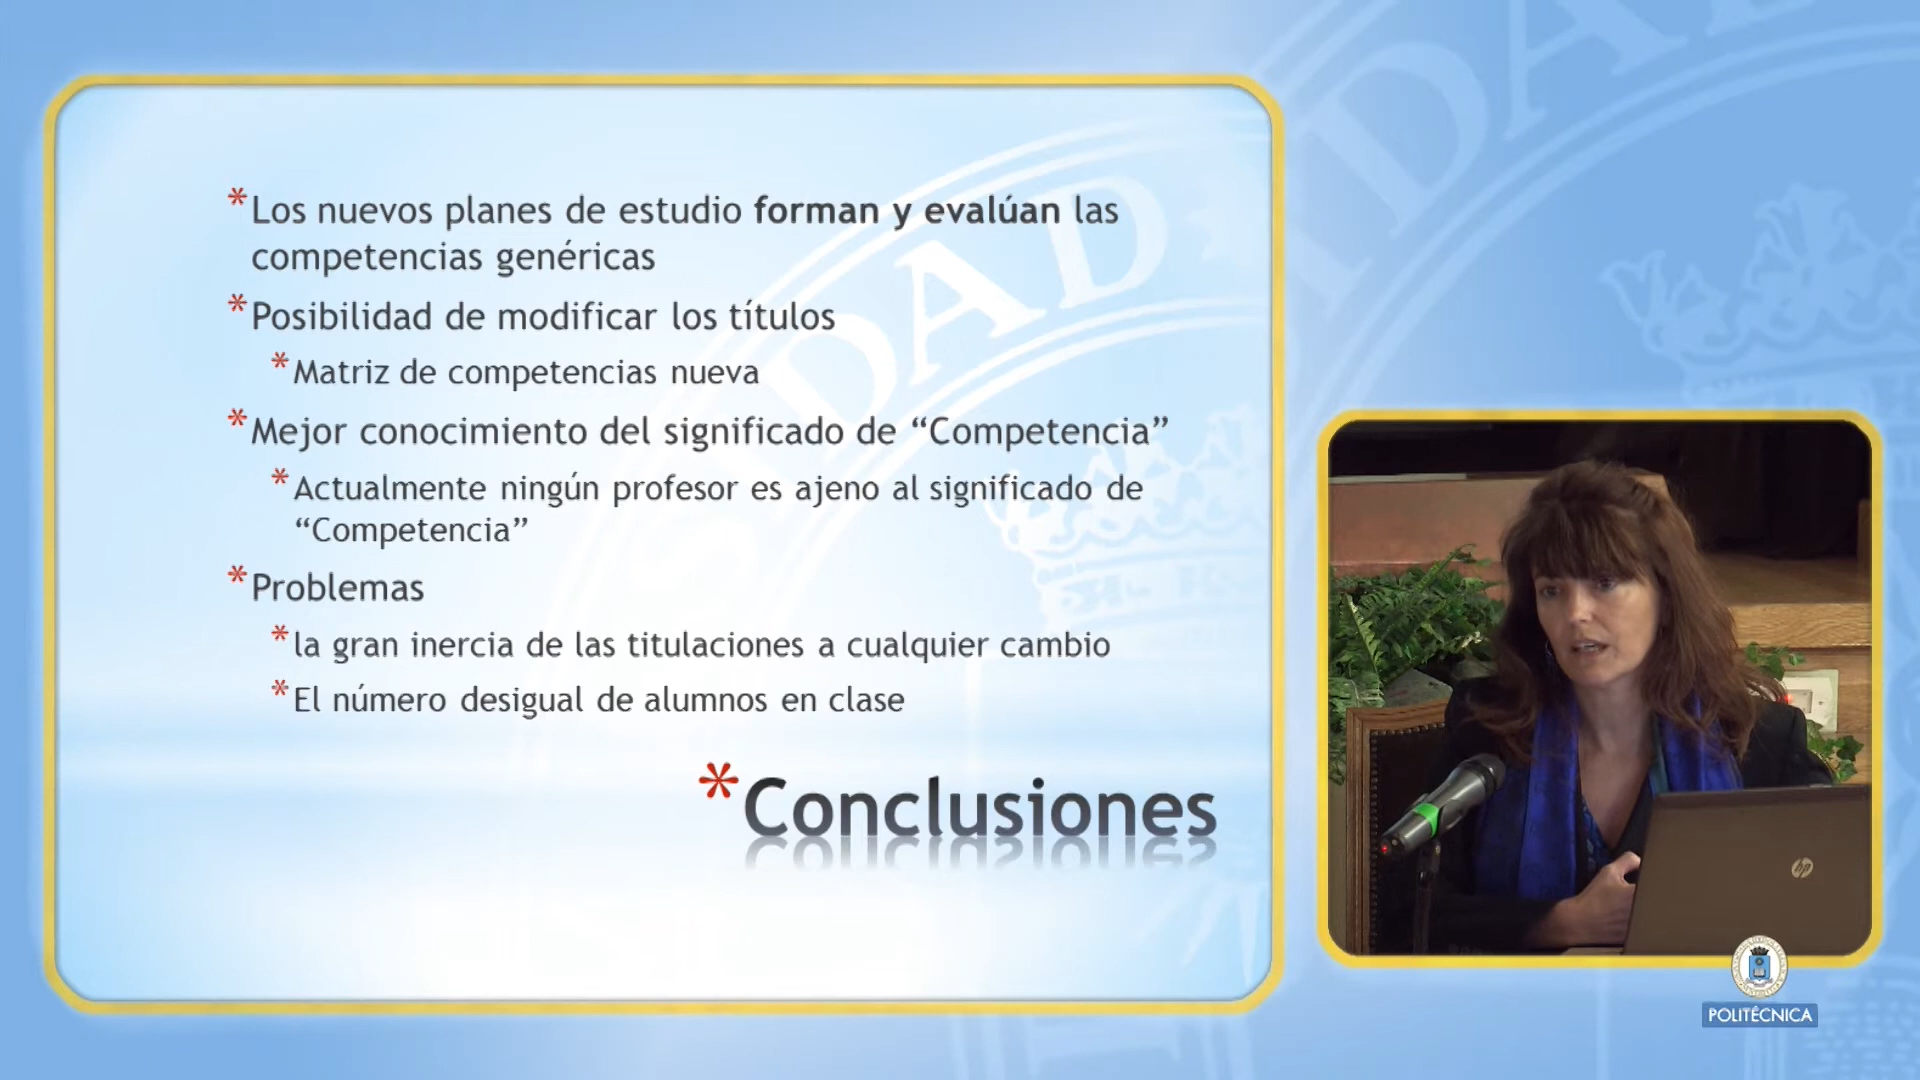 *Los nuevos planes de estudio forman y evalúan las
competencias genéricas
*Posibilidad de modificar los títulos
*Matriz de competencias nueva
*Mejor conocimiento del significado de “Competencia”
*Actualmente ningún profesor es ajeno al significado de
“Competencia”
*Problemas
*la gran inercia de las titulaciones a cualquier cambio
*El número desigual de alumnos en clase
*Conclusiones
hp
POLITÉCNICA